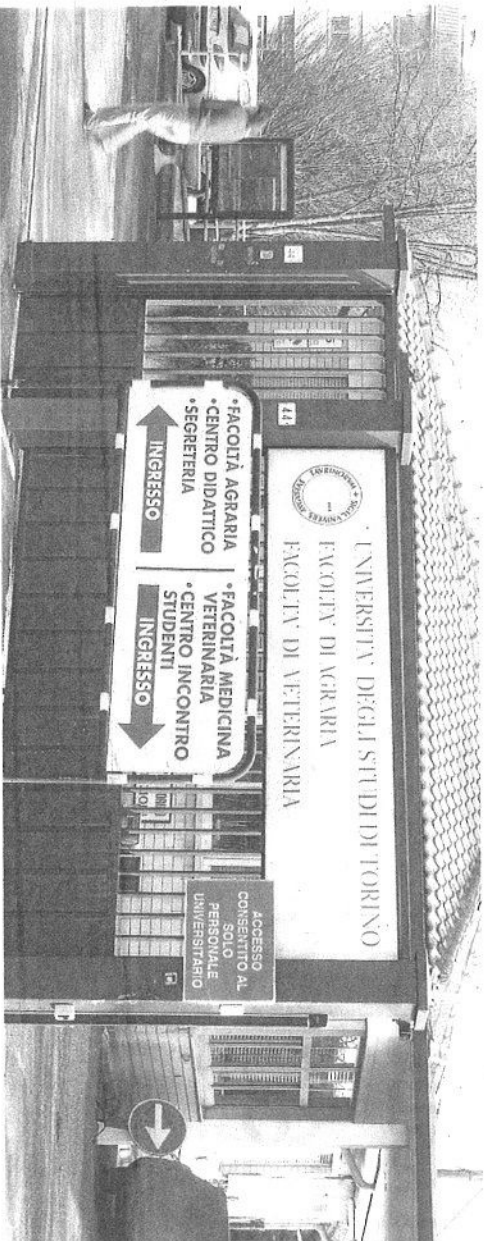 UNIVERSITA' DEGLI STUDI DI TORINO
FACOLTA' DI AGRARIA
FACOLTA' DI VETERINARIA
44
44
•FACOLTÀ AGRARIA
•CENTRO DIDATTICO
•SEGRETERIA
INGRESSO
•FACOLTÀ MEDICINA
VETERINARIA
•CENTRO INCONTRO
STUDENTI
INGRESSO
ACCESSO
CONSENTITO AL
SOLO
PERSONALE
UNIVERSITARIO